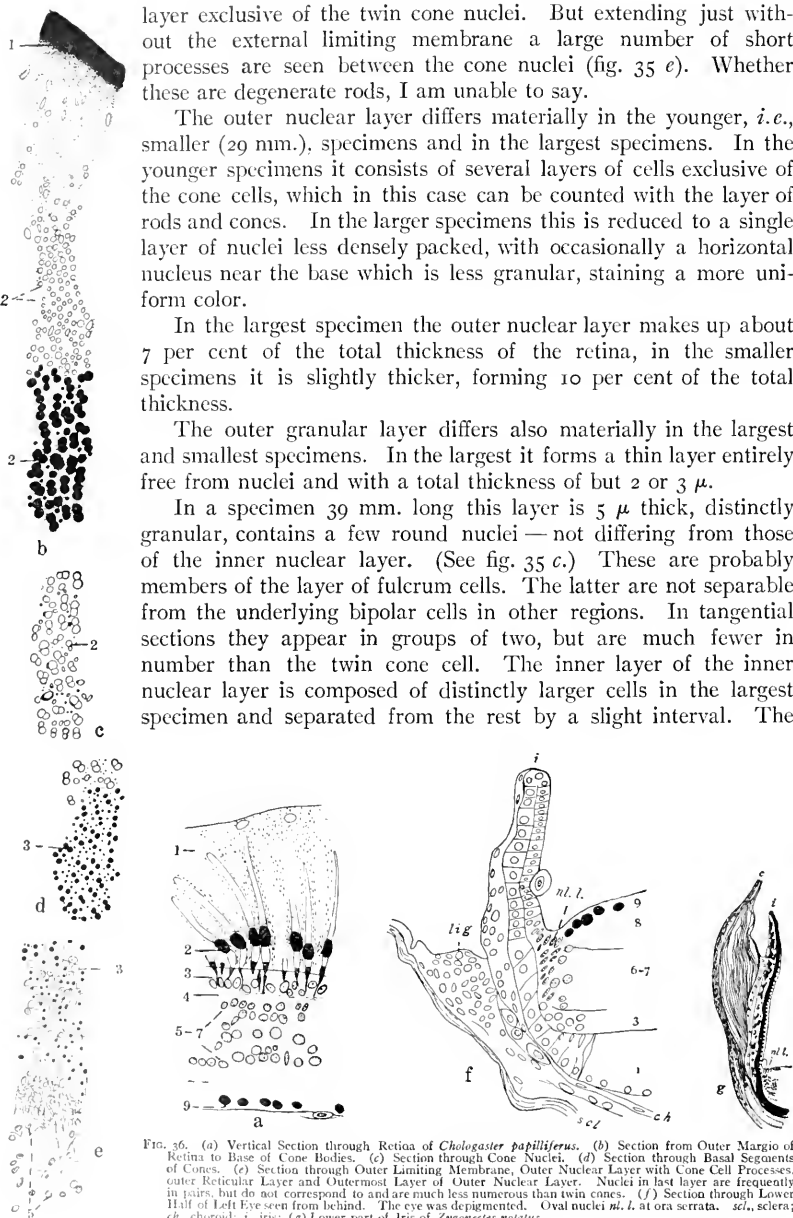 layer exclusive of the twin cone nuclei. But extending just with-
out the external limiting membrane a large number of short
processes are seen between the cone nuclei (fig. 35 e). Whether
these are degenerate rods, I am unable to say.
The outer nuclear layer differs materially in the younger, i.e.,
smaller (29 mm.), specimens and in the largest specimens. In the
younger specimens it consists of several layers of cells exclusive of
the cone cells, which in this case can be counted with the layer of
rods and cones. In the larger specimens this is reduced to a single
layer of nuclei less densely packed, with occasionally a horizontal
nucleus near the base which is less granular, staining a more uni-
form color.
In the largest specimen the outer nuclear layer makes up about
7 per cent of the total thickness of the retina, in the smaller
specimens it is slightly thicker, forming 10 per cent of the total
thickness.
The outer granular layer differs also materially in the largest
and smallest specimens. In the largest it forms a thin layer entirely
free from nuclei and with a total thickness of but 2 or 3 μ.
In a specimen 39 mm. long this layer is 5 μ thick, distinctly
granular, contains a few round nuclei — not differing from those
of the inner nuclear layer. (See fig. 35 c.) These are probably
members of the layer of fulcrum cells. The latter are not separable
from the underlying bipolar cells in other regions. In tangential
sections they appear in groups of two, but are much fewer in
number than the twin cone cell. The inner layer of the inner
nuclear layer is composed of distinctly larger cells in the largest
specimen and separated from the rest by a slight interval. The
1
2
2
b
2
c
3
d
3
5
e
1
2
3
4
5-7
9
a
i
nl. l.
lig
9
8
6-7
3
1
f
scl
ch
c
i
nl. l.
g
FIG. 36. (a) Vertical Section through Retina of Chologaster papilliferus. (b) Section from Outer Margin of
Retina to Base of Cone Bodies. (c) Section through Cone Nuclei. (d) Section through Basal Segments
of Cones. (e) Section through Outer Limiting Membrane, Outer Nuclear Layer with Cone Cell Processes,
outer Reticular Layer and Outermost Layer of Outer Nuclear Layer. Nuclei in last layer are frequently
in pairs, but do not correspond to and are much less numerous than twin cones. (f) Section through Lower
Half of Left Eye seen from behind. The eye was depigmented. Oval nuclei nl. l. at ora serrata. scl., sclera;
ch, choroid; i, iris; (g) Lower part of Iris of Zygonectes notatus.